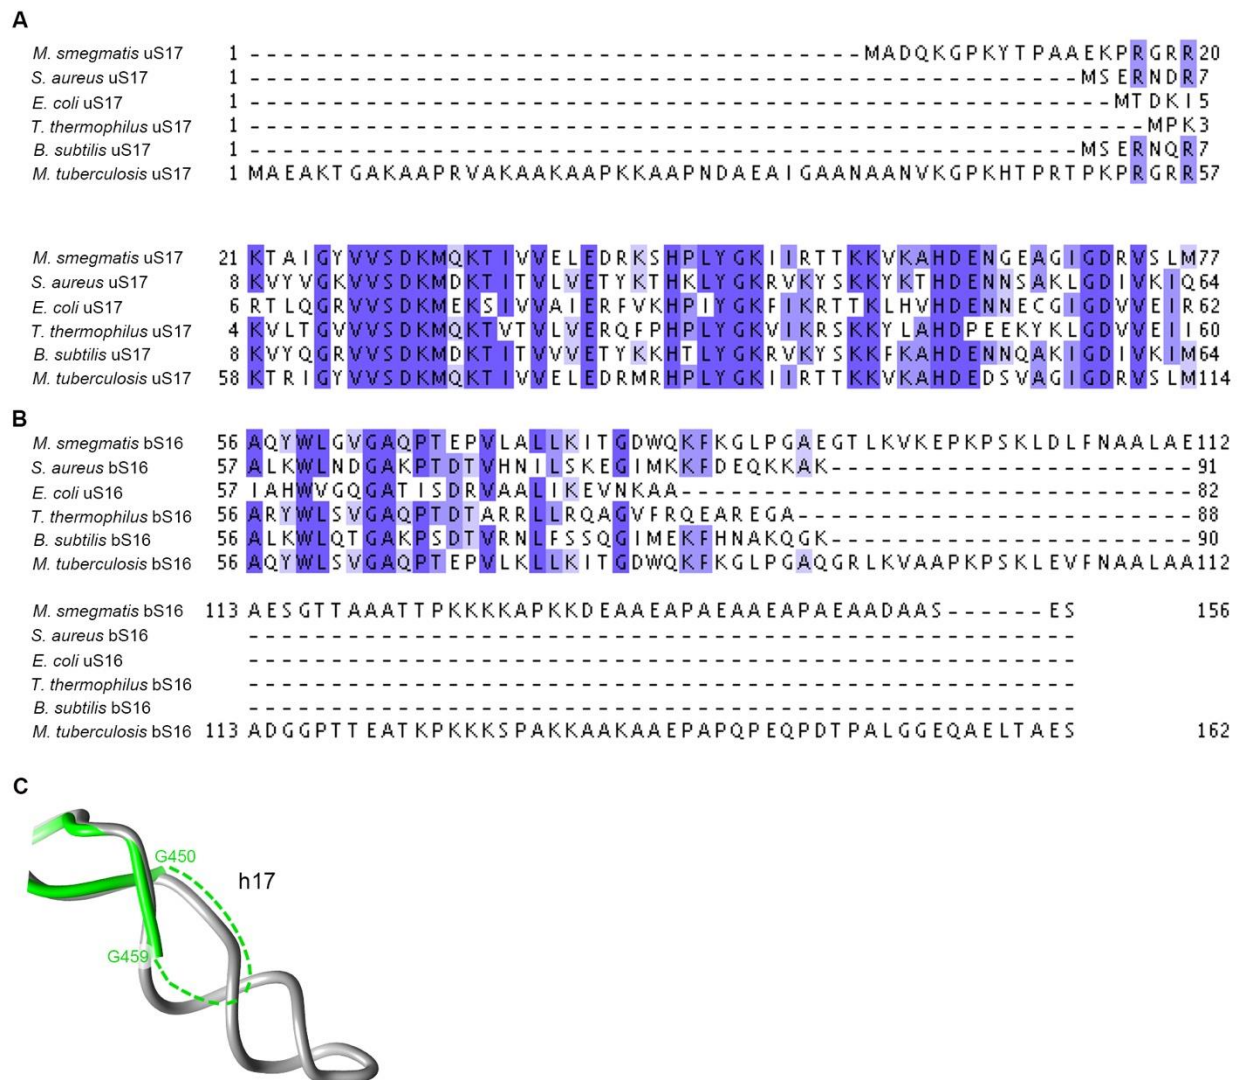 A
M. smegmatis uS17 1 -------------------------------------MADQKGPKYTPAAEKPRGRR 20
S. aureus uS17 1 --------------------------------------------------MSERNDR 7
E. coli uS17 1 ----------------------------------------------------MTDKI 5
T. thermophilus uS17 1 ------------------------------------------------------MPK 3
B. subtilis uS17 1 --------------------------------------------------MSERNQR 7
M. tuberculosis uS17 1 MAEAKTGAKAAPRVAKAAKAAPKKAAPNDAEAIGAANAANVKGPKHTPRTPKPRGRR 57
M. smegmatis uS17 21 KTAIGYVVSDKMQKTIVVELEDRKSHPLYGKIIRTTKKVKAHDENGEAGIGDRVSLM 77
S. aureus uS17 8 KVYVGKVVSDKMDKTITVLVETYKTHKLYGKRVKYSKKYKTHDENNSAKLGDIVKIQ 64
E. coli uS17 6 RTLQGRVVSDKMEKSIVVAIERFVKHPIYGKFIKRTTKLHVHDENNECGIGDVVEIR 62
T. thermophilus uS17 4 KVLTGVVVSDKMQKTVTVLVERQFPHPLYGKVIKRSKKYLAHDPEEKYKLGDVVEII 60
B. subtilis uS17 8 KVYQGRVVSDKMDKTITVVVETYKKHTLYGKRVKYSKKFKAHDENNQAKIGDIVKIM 64
M. tuberculosis uS17 58 KTRIGYVVSDKMQKTIVVELEDRMRHPLYGKIIRTTKKVKAHDEDSVAGIGDRVSLM 114
B
M. smegmatis bS16 56 AQYWLGVGAQPTEPVLALLKITGDWQKFKGLPGAEGTLKVKEPKPSKLDLFNAALAE 112
S. aureus bS16 57 ALKWLNDGAKPTDTVHNILSKEGIMKKFDEQKKAK---------------------- 91
E. coli uS16 57 IAHWVGQGATISDRVAALIKEVNKAA------------------------------- 82
T. thermophilus bS16 56 ARYWLSVGAQPTDTARRLLRQAGVFRQEAREGA------------------------ 88
B. subtilis bS16 56 ALKWLQTGAKPSDTVRNLFSSQGIMEKFHNAKQGK---------------------- 90
M. tuberculosis bS16 56 AQYWLSVGAQPTEPVLKLLKITGDWQKFKGLPGAQGRLKVAAPKPSKLEVFNAALAA 112
M. smegmatis bS16 113 AESGTTAAATTPKKKKAPKKDEAAEAPAEAAEAPAEAADAAS------ES 156
S. aureus bS16 --------------------------------------------------
E. coli uS16 --------------------------------------------------
T. thermophilus bS16 --------------------------------------------------
B. subtilis bS16 --------------------------------------------------
M. tuberculosis bS16 113 ADGGPTTEATKPKKKSPAKKAAKAAEPAPQPEQPDTPALGGEQAELTAES 162
C
G450
h17
G459